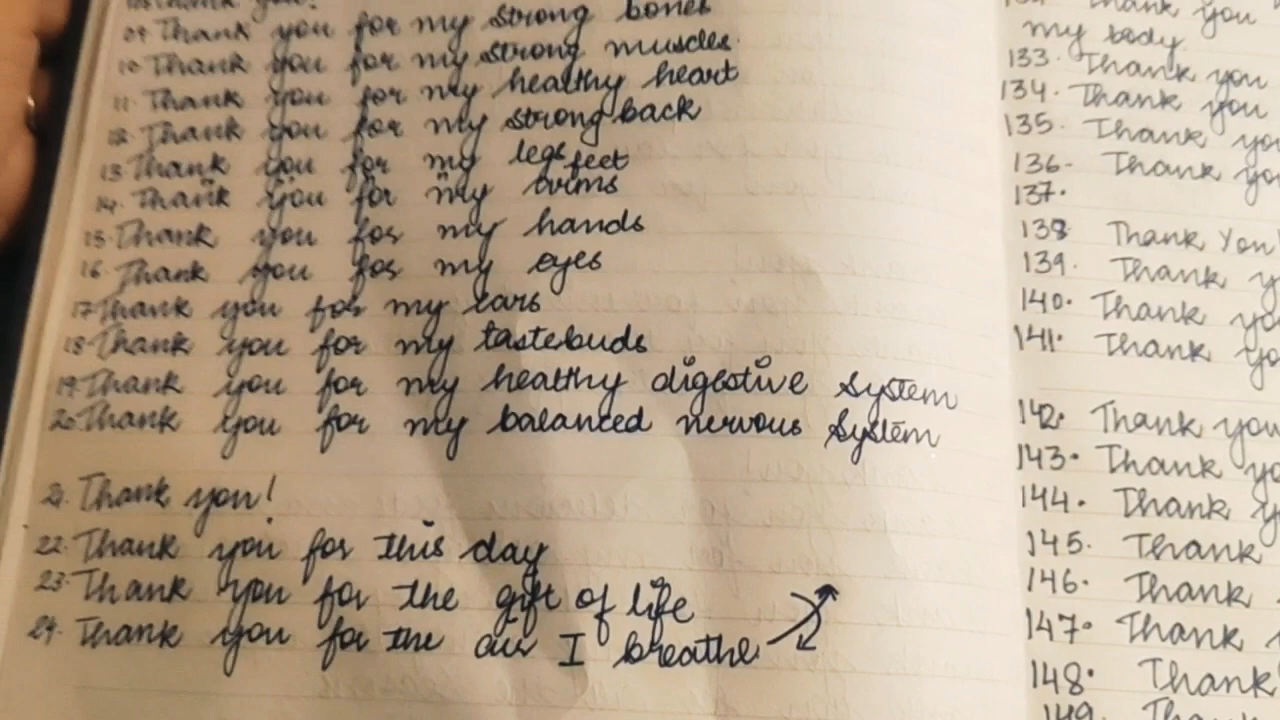 Thank you!
09 Thank you for my strong bones
10 Thank you for my strong muscles.
11 Thank you for my healthy heart
12 Thank you for my strong back
13. Thank you for my legs feet
14. Thank you for my arms
15. Thank you for my hands
16. Thank you for my eyes
17 Thank you for my ears
18 Thank you for my tastebuds
19. Thank you for my healthy digestive system
20. Thank you for my balanced nervous system
21. Thank you!
22. Thank you for this day
23. Thank you for the gift of life
24. Thank you for the air I breathe
Thank you
my body
133. Thank you
134. Thank you
135. Thank
136. Thank
137.
138 Thank You
139. Thank
140. Thank
141. Thank
142. Thank you
143. Thank
144. Thank
145. Thank
146. Thank
147. Thank
148. Thank
149. Thank